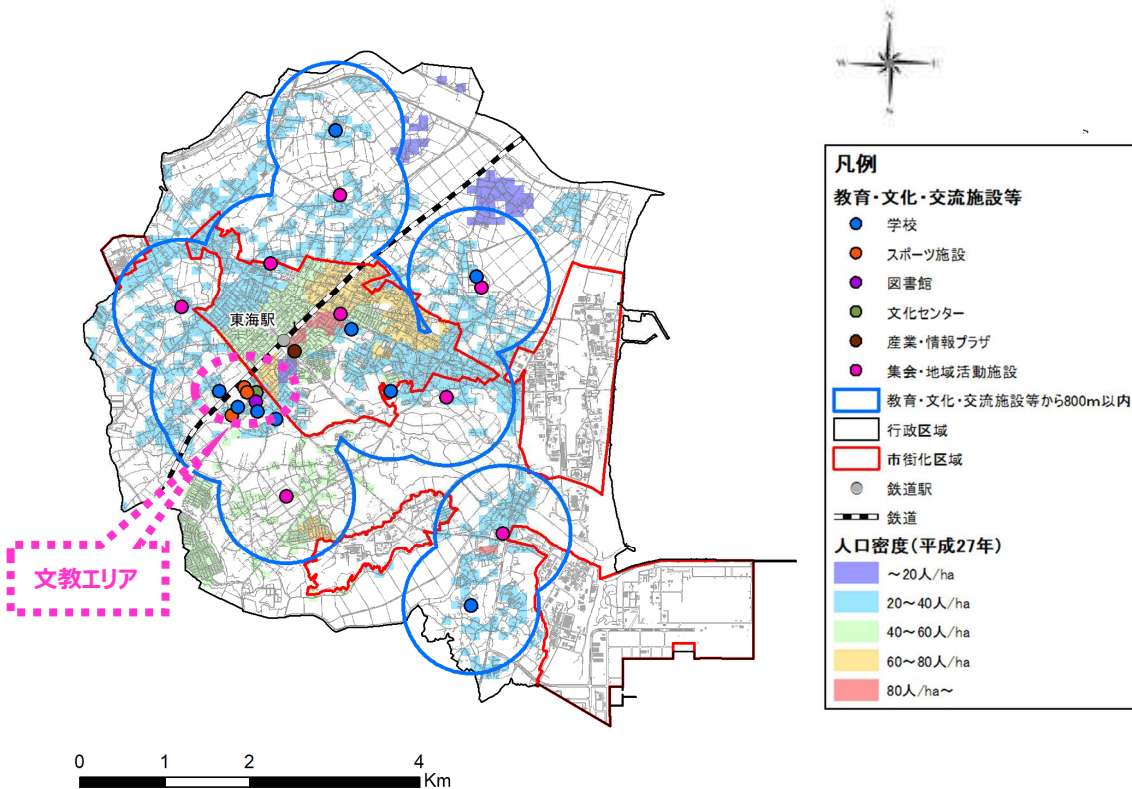 N
W
E
S
s
東海駅
文教エリア
凡例
教育・文化・交流施設等
学校
スポーツ施設
図書館
文化センター
産業・情報プラザ
集会・地域活動施設
教育・文化・交流施設等から800m以内
行政区域
市街化区域
鉄道駅
鉄道
人口密度(平成27年)
～20人/ha
20～40人/ha
40～60人/ha
60～80人/ha
80人/ha～
0 1 2 4
Km